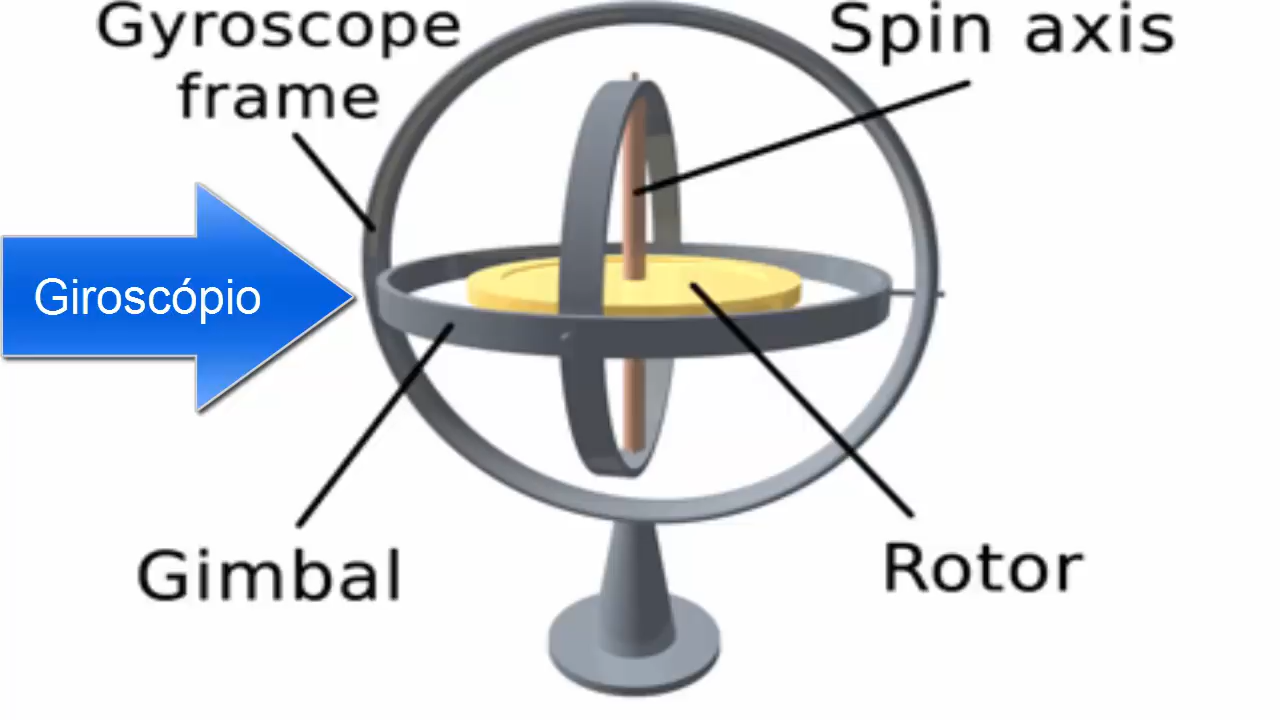 Gyroscope
frame
Spin axis
Giroscópio
Gimbal
Rotor